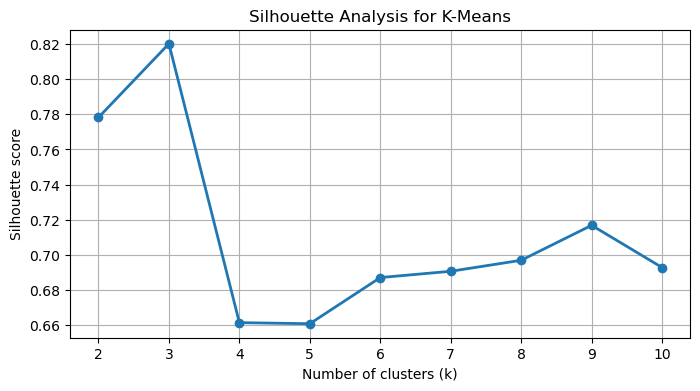 Silhouette Analysis for K-Means
Silhouette score
0.82
0.80
0.78
0.76
0.74
0.72
0.70
0.68
0.66
2 3 4 5 6 7 8 9 10
Number of clusters (k)